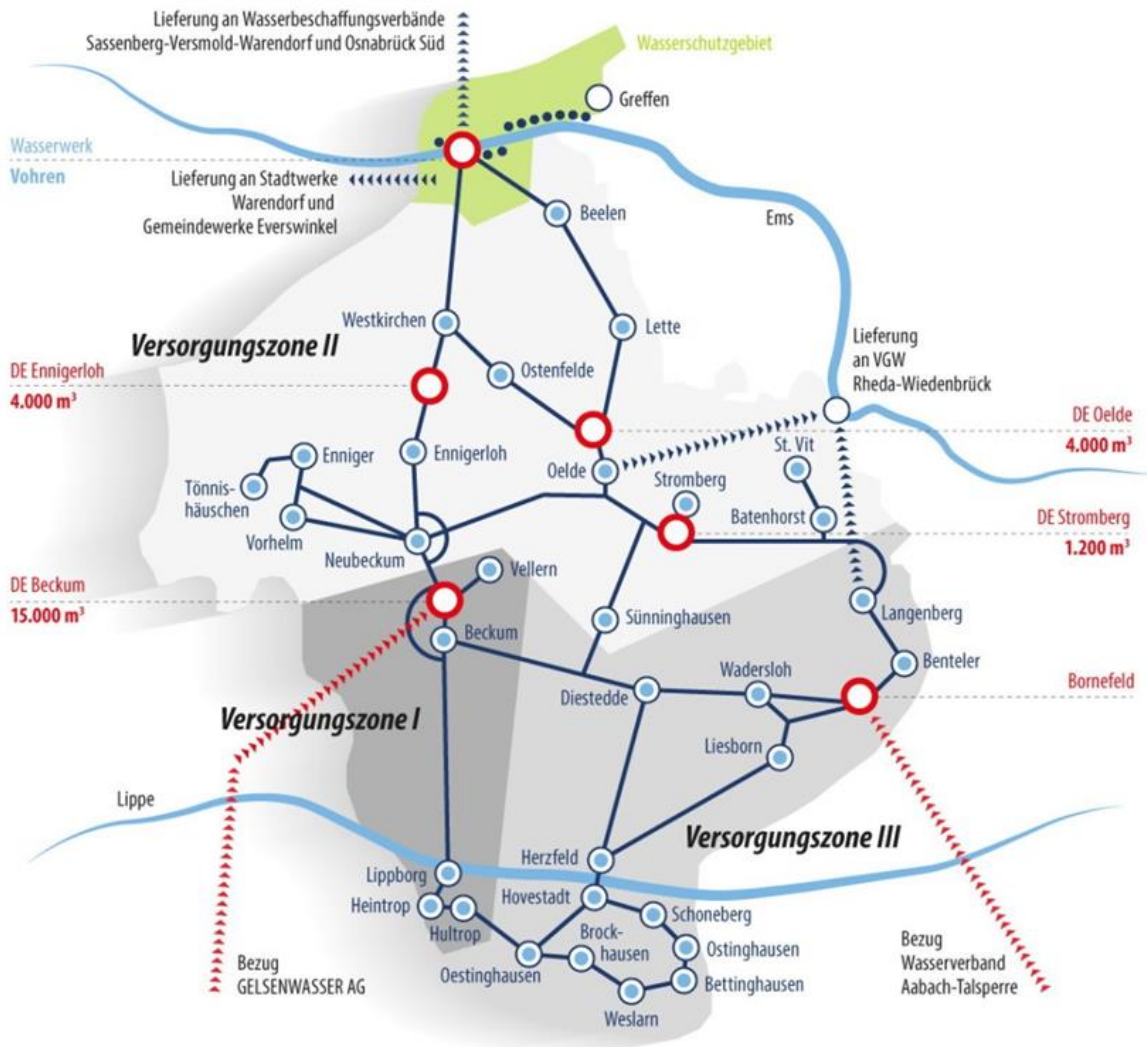 Lieferung an Wasserbeschaffungsverbände
Sassenberg-Versmold-Warendorf und Osnabrück Süd
Wasserschutzgebiet
Greffen
Wasserwerk
Vohren
Lieferung an Stadtwerke
Warendorf und
Gemeindewerke Everswinkel
Beelen
Ems
Westkirchen
Lette
Versorgungszone II
Lieferung
an VGW
Rheda-Wiedenbrück
DE Ennigerloh
4.000 m³
Ostenfelde
DE Oelde
4.000 m³
Enniger
Ennigerloh
Oelde
St. Vit
Tönnis-
häuschen
Stromberg
Vorhelm
Batenhorst
DE Stromberg
1.200 m³
Neubeckum
Vellern
DE Beckum
15.000 m³
Beckum
Sünninghausen
Langenberg
Benteler
Wadersloh
Bornefeld
Diestedde
Versorgungszone I
Liesborn
Lippe
Versorgungszone III
Herzfeld
Lippborg
Hovestadt
Heintrop
Schoneberg
Hultrop
Brock-
hausen
Ostinghausen
Oestinghausen
Bettinghausen
Weslarn
Bezug
GELSENWASSER AG
Bezug
Wasserverband
Aabach-Talsperre